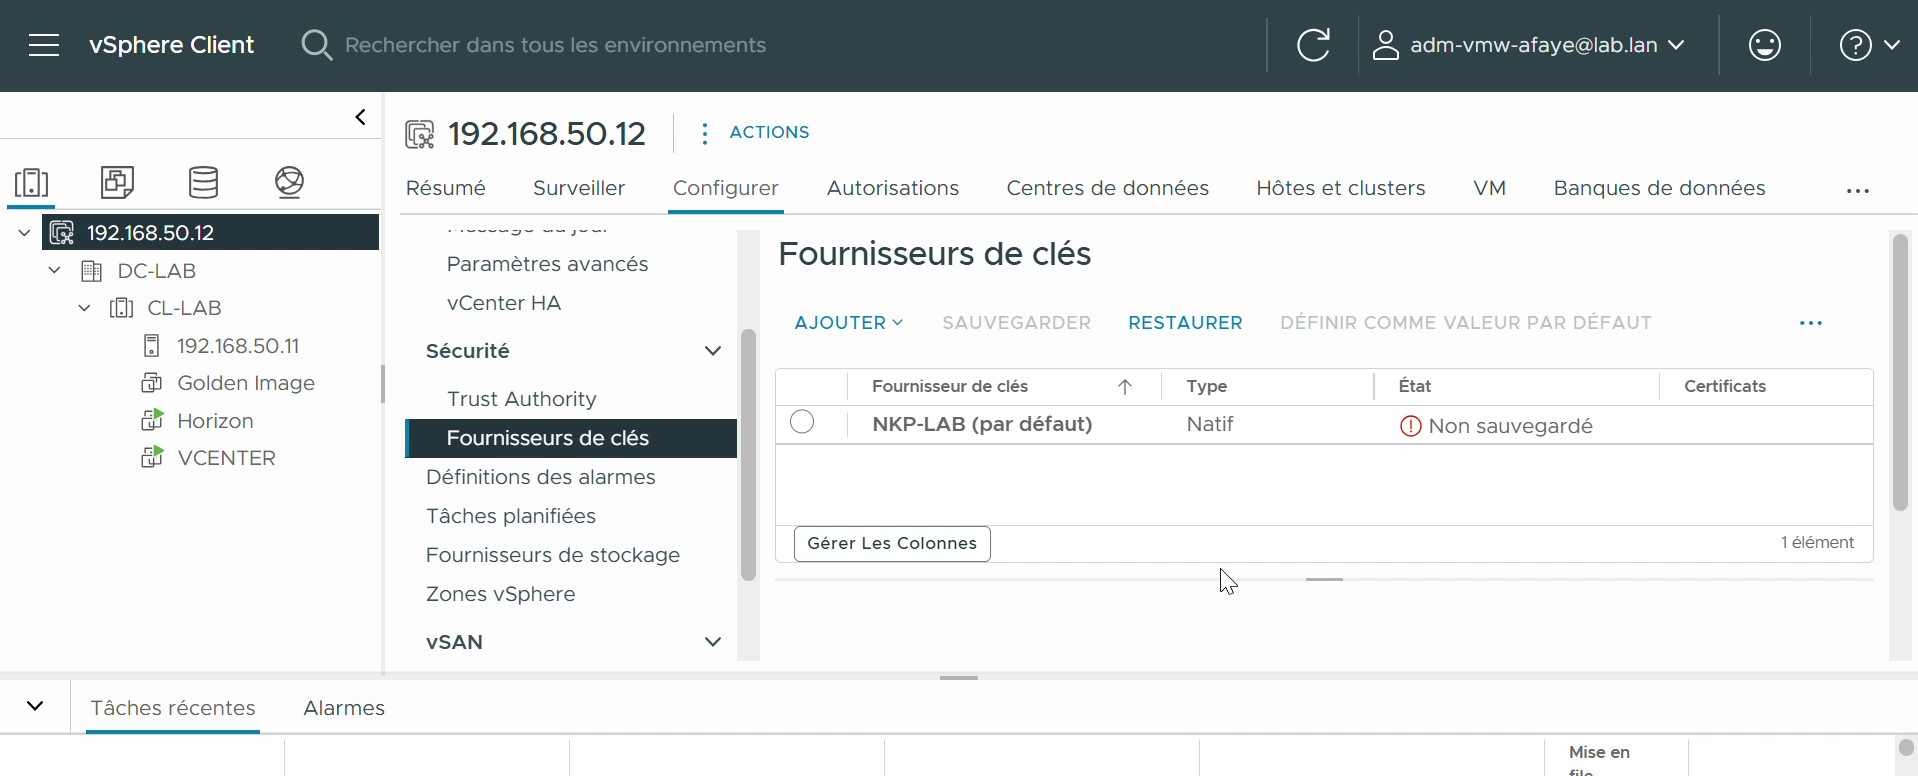 vSphere Client
Rechercher dans tous les environnements
adm-vmw-afaye@lab.lan
192.168.50.12
DC-LAB
CL-LAB
192.168.50.11
Golden Image
Horizon
VCENTER
192.168.50.12
ACTIONS
Résumé Surveiller Configurer Autorisations Centres de données Hôtes et clusters VM Banques de données ...
Paramètres avancés
vCenter HA
Sécurité
Trust Authority
Fournisseurs de clés
Définitions des alarmes
Tâches planifiées
Fournisseurs de stockage
Zones vSphere
vSAN
Fournisseurs de clés
AJOUTER SAUVEGARDER RESTAURER DÉFINIR COMME VALEUR PAR DÉFAUT ...
Fournisseur de clés Type État Certificats
NKP-LAB (par défaut) Natif Non sauvegardé
Gérer Les Colonnes 1 élément
Tâches récentes Alarmes
Mise en